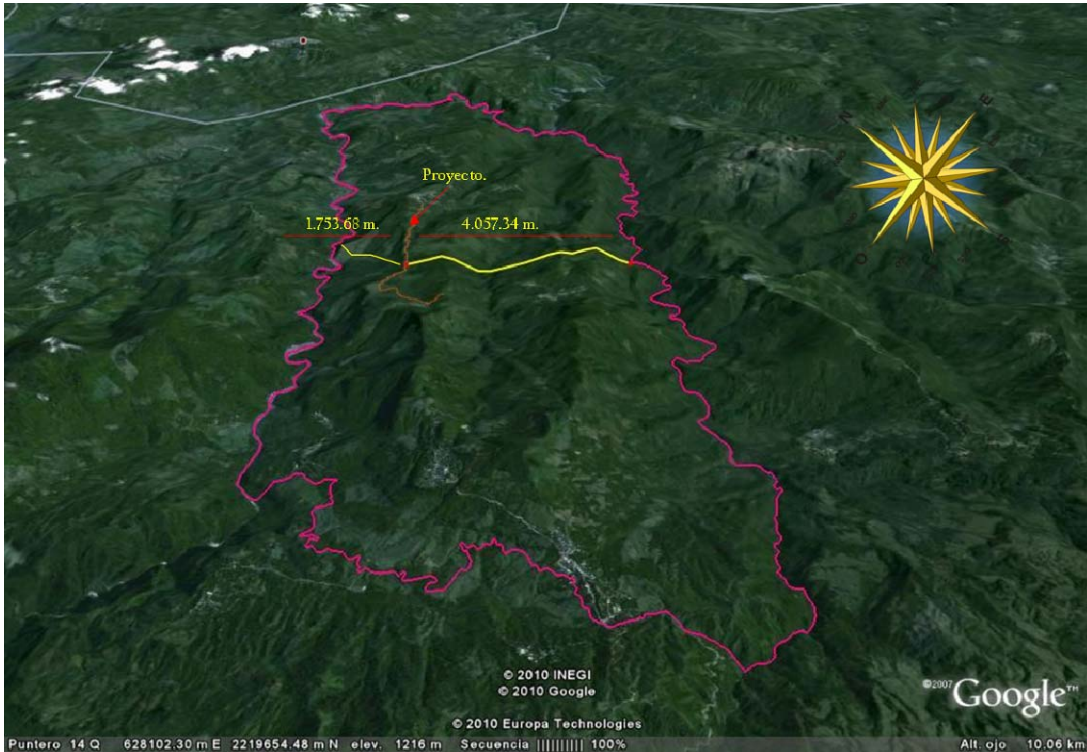 Proyecto.
1.753.68 m.
4.057.34 m.
© 2010 INEGI
© 2010 Google
© 2010 Europa Technologies
©2007 Google™
Puntero 14 Q 628102.30 m E 2219654.48 m N elev. 1216 m Secuencia |||||||||| 100% Alt. ojo 10.06 km